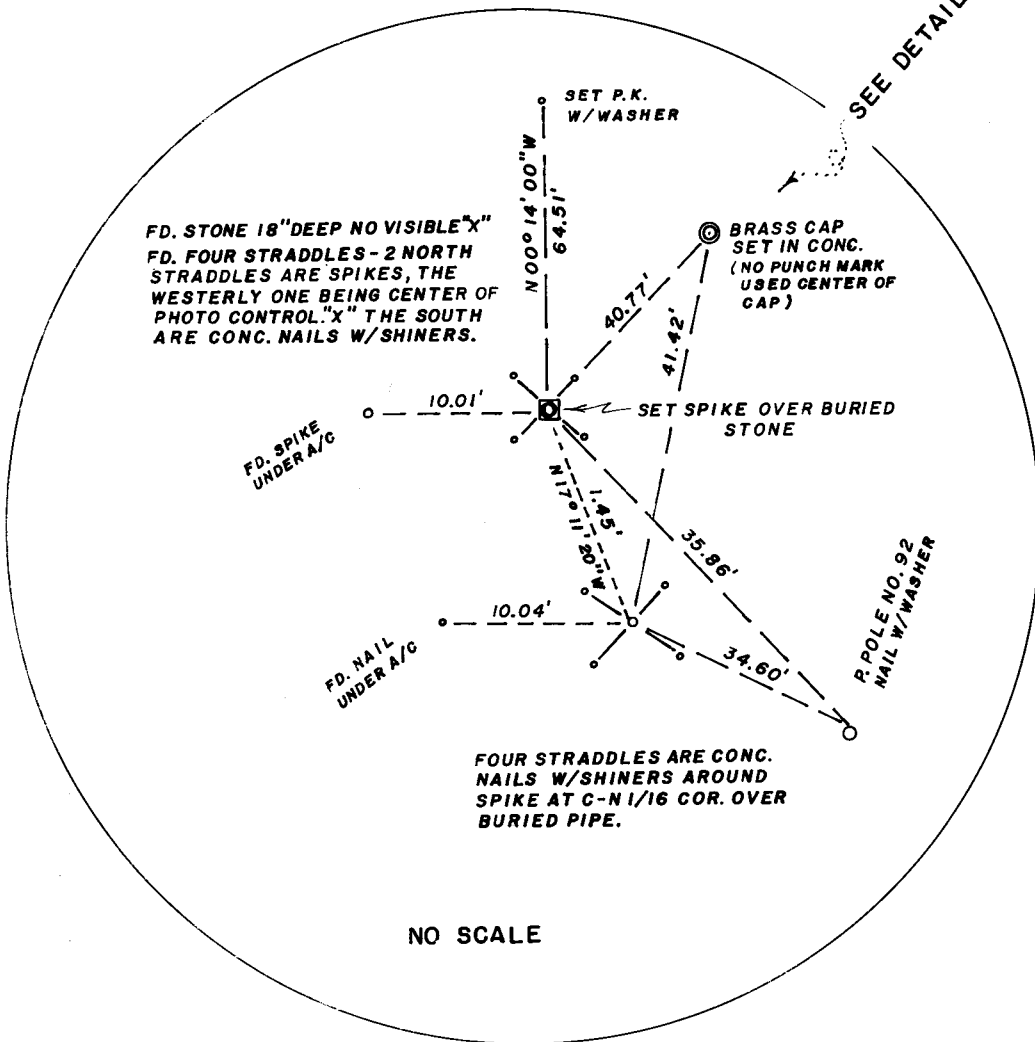 SEE DETAIL
SET P.K.
W/WASHER
N00°14'00"W
64.51'
FD. STONE 18"DEEP NO VISIBLE"X"
FD. FOUR STRADDLES-2 NORTH
STRADDLES ARE SPIKES, THE
WESTERLY ONE BEING CENTER OF
PHOTO CONTROL."X" THE SOUTH
ARE CONC. NAILS W/SHINERS.
BRASS CAP
SET IN CONC.
(NO PUNCH MARK
USED CENTER OF
CAP)
40.77'
41.42'
10.01'
SET SPIKE OVER BURIED
STONE
FD. SPIKE
UNDER A/C
1.45'
N17°11'20"W
35.86'
P. POLE NO. 92
NAIL W/WASHER
10.04'
34.60'
FD. NAIL
UNDER A/C
FOUR STRADDLES ARE CONC.
NAILS W/SHINERS AROUND
SPIKE AT C-N 1/16 COR. OVER
BURIED PIPE.
NO SCALE